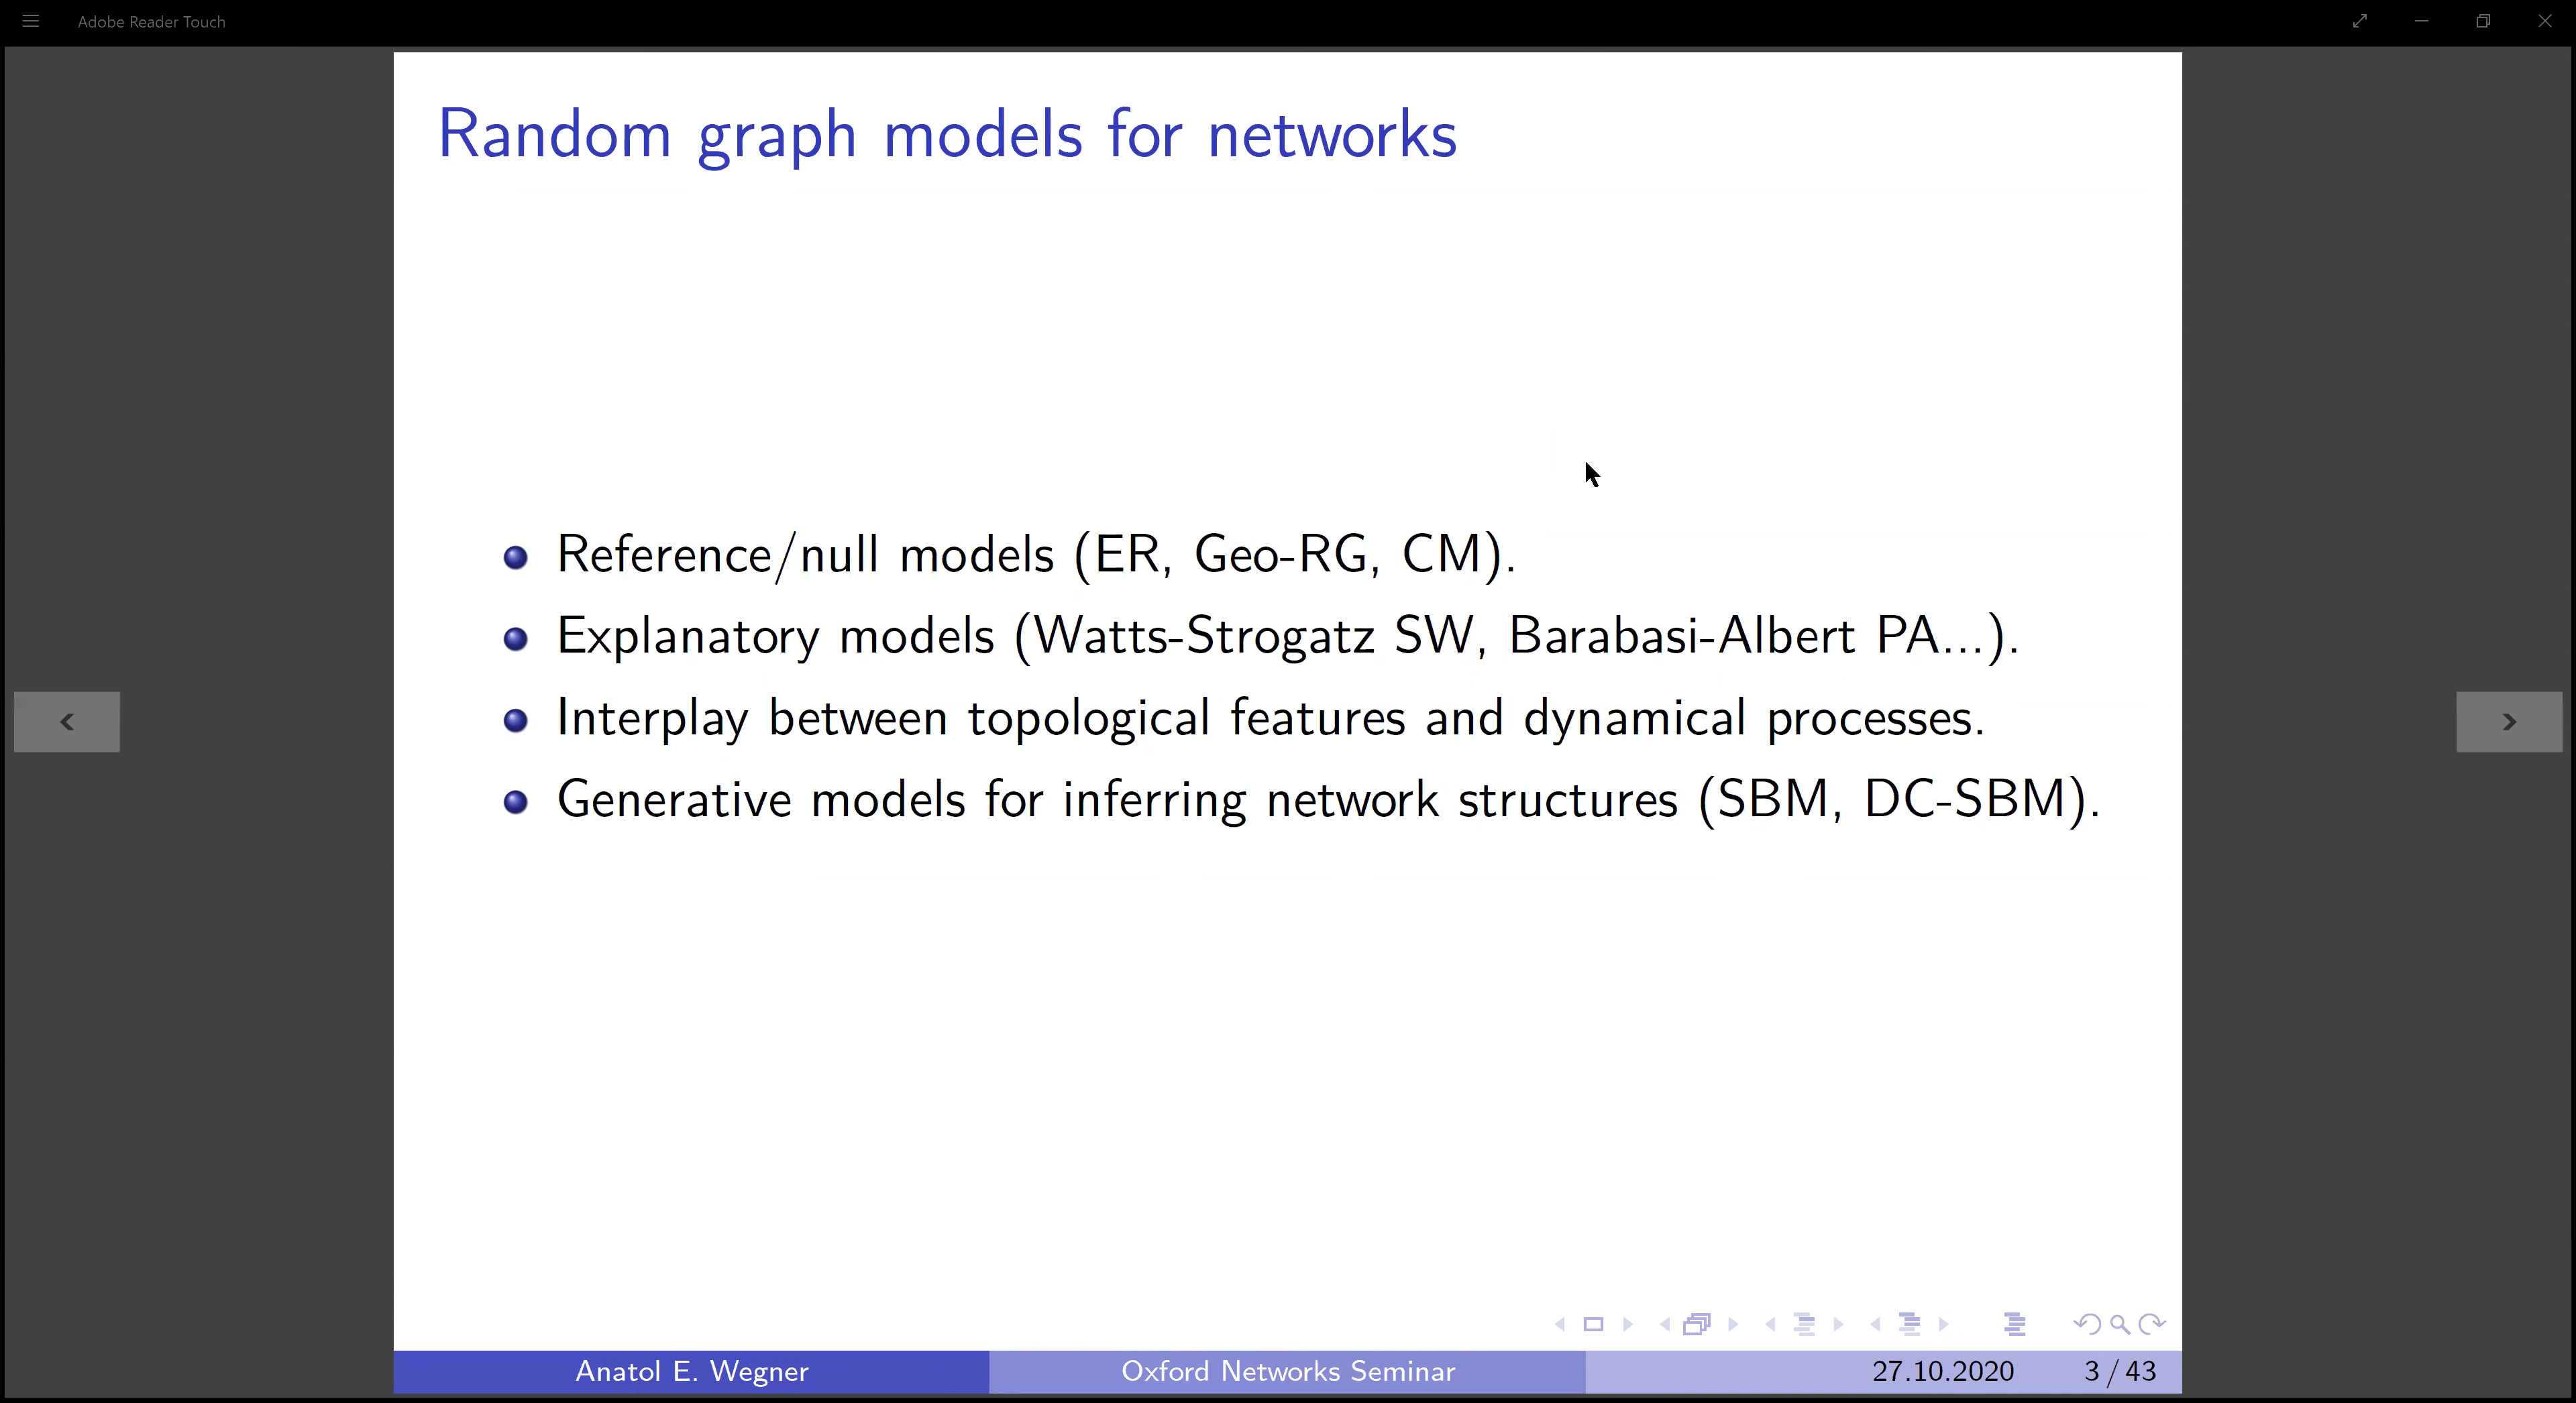 Adobe Reader Touch
Random graph models for networks
Reference/null models (ER, Geo-RG, CM).
Explanatory models (Watts-Strogatz SW, Barabasi-Albert PA...).
Interplay between topological features and dynamical processes.
Generative models for inferring network structures (SBM, DC-SBM).
Anatol E. Wegner Oxford Networks Seminar 27.10.2020 3 / 43